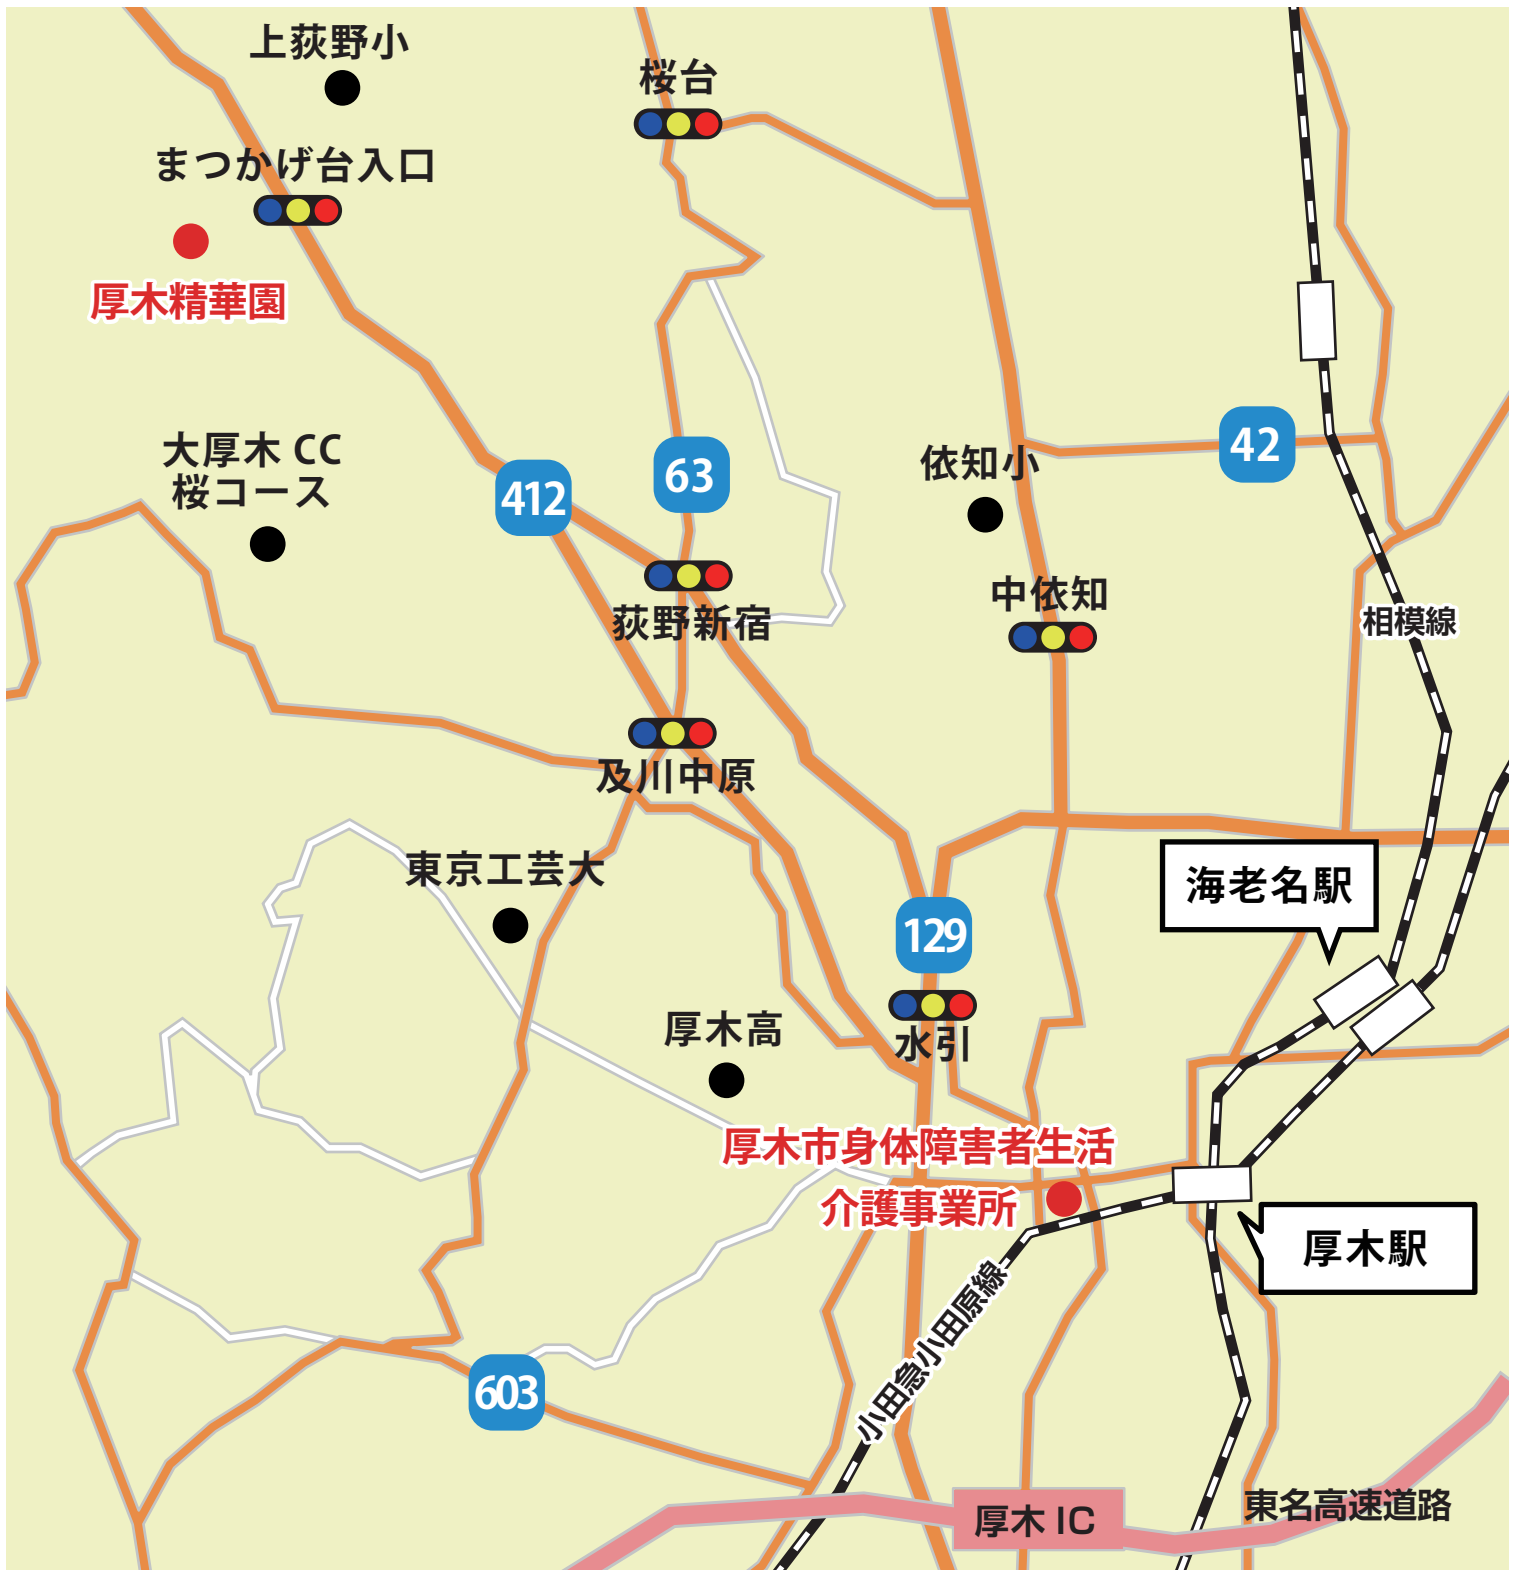 上荻野小
桜台
まつかげ台入口
厚木精華園
大厚木 CC
桜コース
412
63
依知小
42
中依知
荻野新宿
相模線
及川中原
東京工芸大
海老名駅
129
水引
厚木高
厚木市身体障害者生活
介護事業所
厚木駅
小田急小田原線
603
厚木 IC
東名高速道路